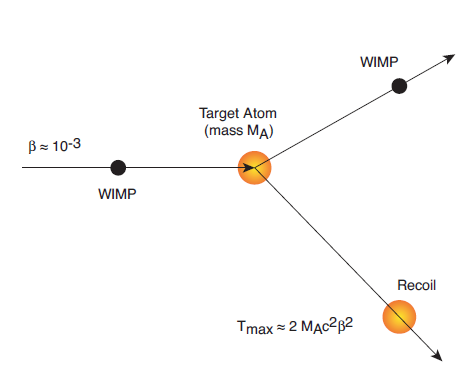 WIMP
Target Atom
(mass MA)
β ≈ 10-3
WIMP
Recoil
Tmax ≈ 2 MAc2β2